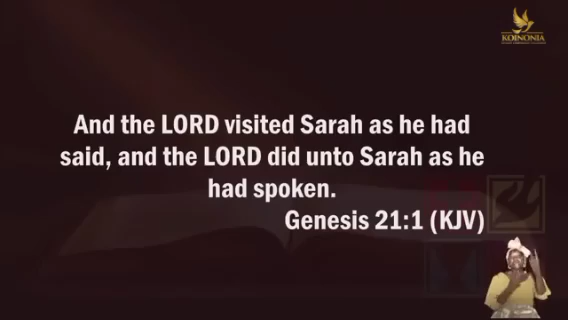 KOINONIA
And the LORD visited Sarah as he had
said, and the LORD did unto Sarah as he
had spoken.
Genesis 21:1 (KJV)